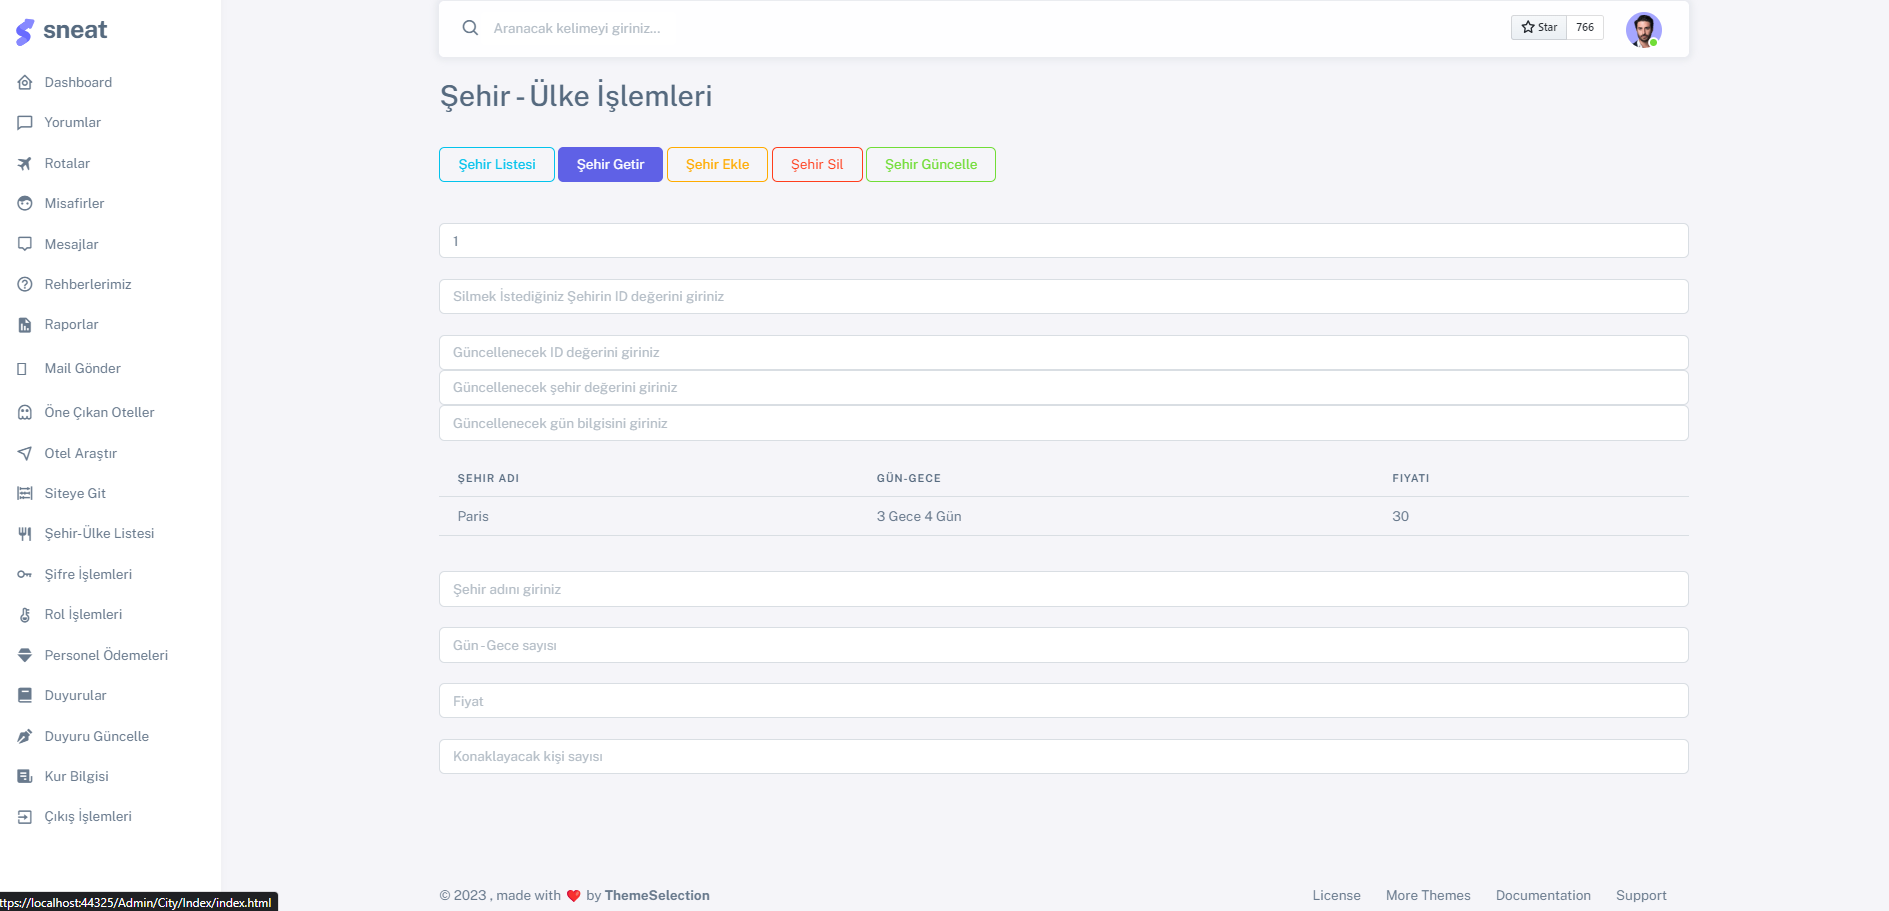 sneat
Dashboard
Yorumlar
Rotalar
Misafirler
Mesajlar
Rehberlerimiz
Raporlar
Mail Gönder
Öne Çıkan Oteller
Otel Araştır
Siteye Git
Şehir-Ülke Listesi
Şifre İşlemleri
Rol İşlemleri
Personel Ödemeleri
Duyurular
Duyuru Güncelle
Kur Bilgisi
Çıkış İşlemleri
Aranacak kelimeyi giriniz...
Star 766
Şehir - Ülke İşlemleri
Şehir Listesi Şehir Getir Şehir Ekle Şehir Sil Şehir Güncelle
1
Silmek İstediğiniz Şehirin ID değerini giriniz
Güncellenecek ID değerini giriniz
Güncellenecek şehir değerini giriniz
Güncellenecek gün bilgisini giriniz
ŞEHIR ADI GÜN-GECE FIYATI
Paris 3 Gece 4 Gün 30
Şehir adını giriniz
Gün - Gece sayısı
Fiyat
Konaklayacak kişi sayısı
© 2023 , made with ❤️ by ThemeSelection
License More Themes Documentation Support
ttps://localhost:44325/Admin/City/Index/index.html